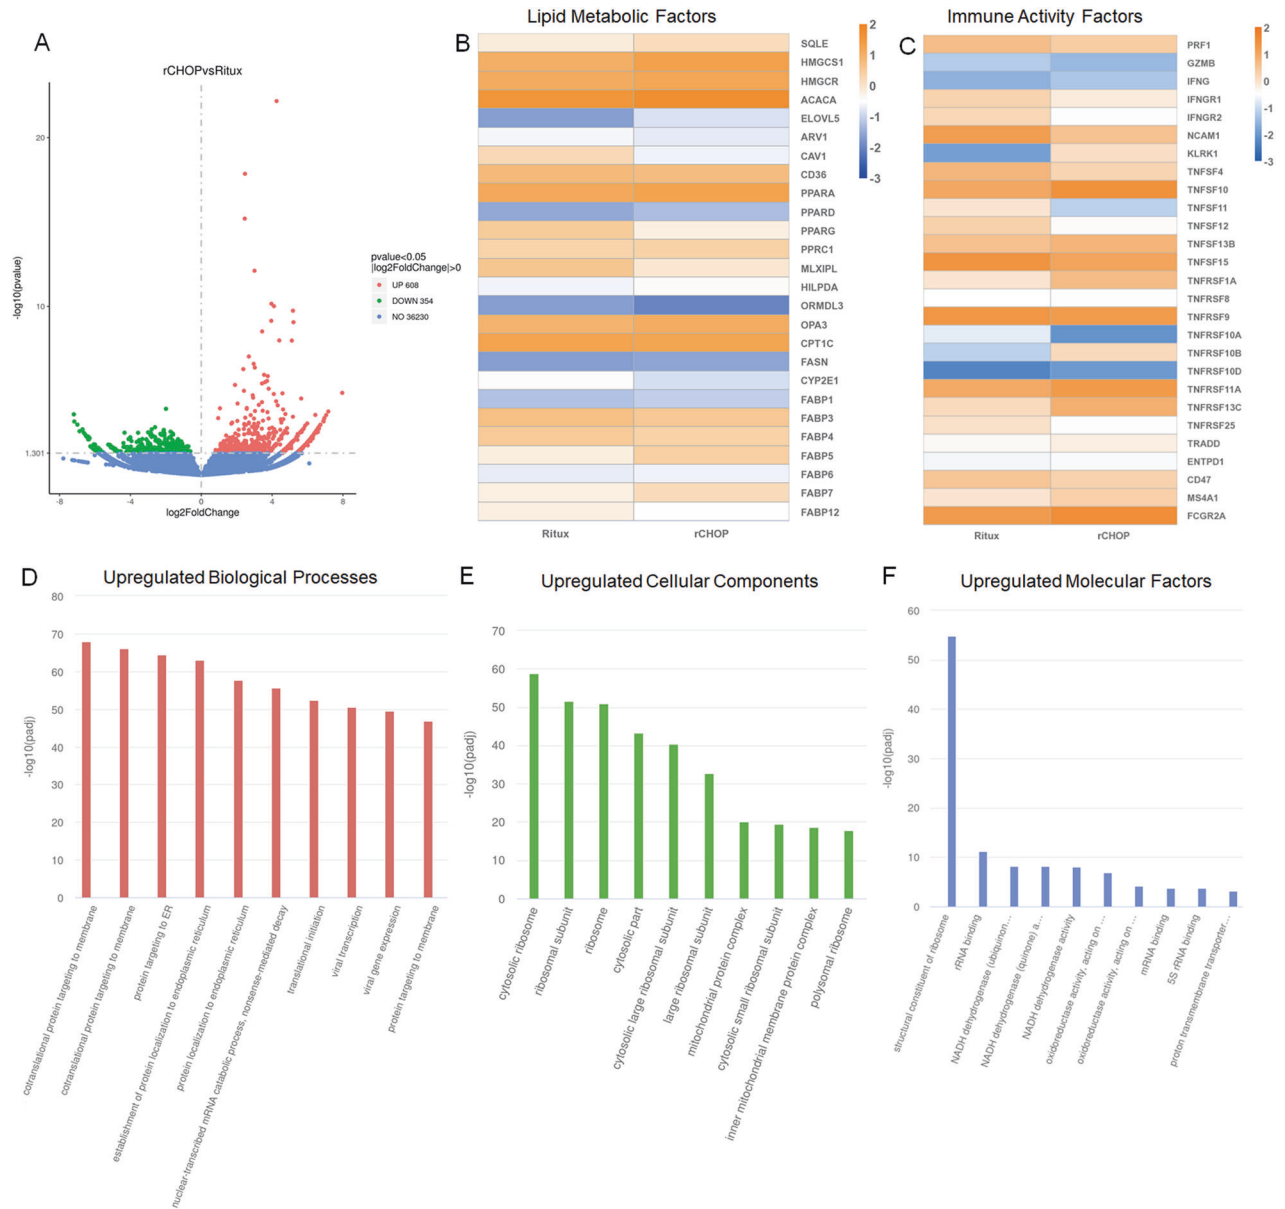 A
rCHOPvsRitux
-log10(pvalue)
20
10
1.301
-8
-4
0
4
8
log2FoldChange
pvalue<0.05
|log2FoldChange|>0
UP 608
DOWN 354
NO 36230
Lipid Metabolic Factors
B
SQLE
HMGCS1
HMGCR
ACACA
ELOVL5
ARV1
CAV1
CD36
PPARA
PPARD
PPARG
PPRC1
MLXIPL
HILPDA
ORMDL3
OPA3
CPT1C
FASN
CYP2E1
FABP1
FABP3
FABP4
FABP5
FABP6
FABP7
FABP12
Ritux
rCHOP
2
1
0
-1
-2
-3
Immune Activity Factors
C
PRF1
GZMB
IFNG
IFNGR1
IFNGR2
NCAM1
KLRK1
TNFSF4
TNFSF10
TNFSF11
TNFSF12
TNFSF13B
TNFSF15
TNFRSF1A
TNFRSF8
TNFRSF9
TNFRSF10A
TNFRSF10B
TNFRSF10D
TNFRSF11A
TNFRSF13C
TNFRSF25
TRADD
ENTPD1
CD47
MS4A1
FCGR2A
Ritux
rCHOP
2
1
0
-1
-2
-3
D
Upregulated Biological Processes
-log10(padj)
80
70
60
50
40
30
20
10
0
cotranslational protein targeting to membrane
cotranslational protein targeting to membrane
protein targeting to ER
establishment of protein localization to endoplasmic reticulum
protein localization to endoplasmic reticulum
nuclear-transcribed mRNA catabolic process, nonsense-mediated decay
translational initiation
viral transcription
viral gene expression
protein targeting to membrane
E
Upregulated Cellular Components
-log10(padj)
70
60
50
40
30
20
10
0
cytosolic ribosome
ribosomal subunit
ribosome
cytosolic part
cytosolic large ribosomal subunit
large ribosomal subunit
mitochondrial protein complex
cytosolic small ribosomal subunit
inner mitochondrial membrane protein complex
polysomal ribosome
F
Upregulated Molecular Factors
-log10(padj)
60
50
40
30
20
10
0
structural constituent of ribosome
rRNA binding
NADH dehydrogenase (ubiquinon...
NADH dehydrogenase (quinone) a...
NADH dehydrogenase activity
oxidoreductase activity, acting on ...
oxidoreductase activity, acting on ...
mRNA binding
5S rRNA binding
proton transmembrane transporter...